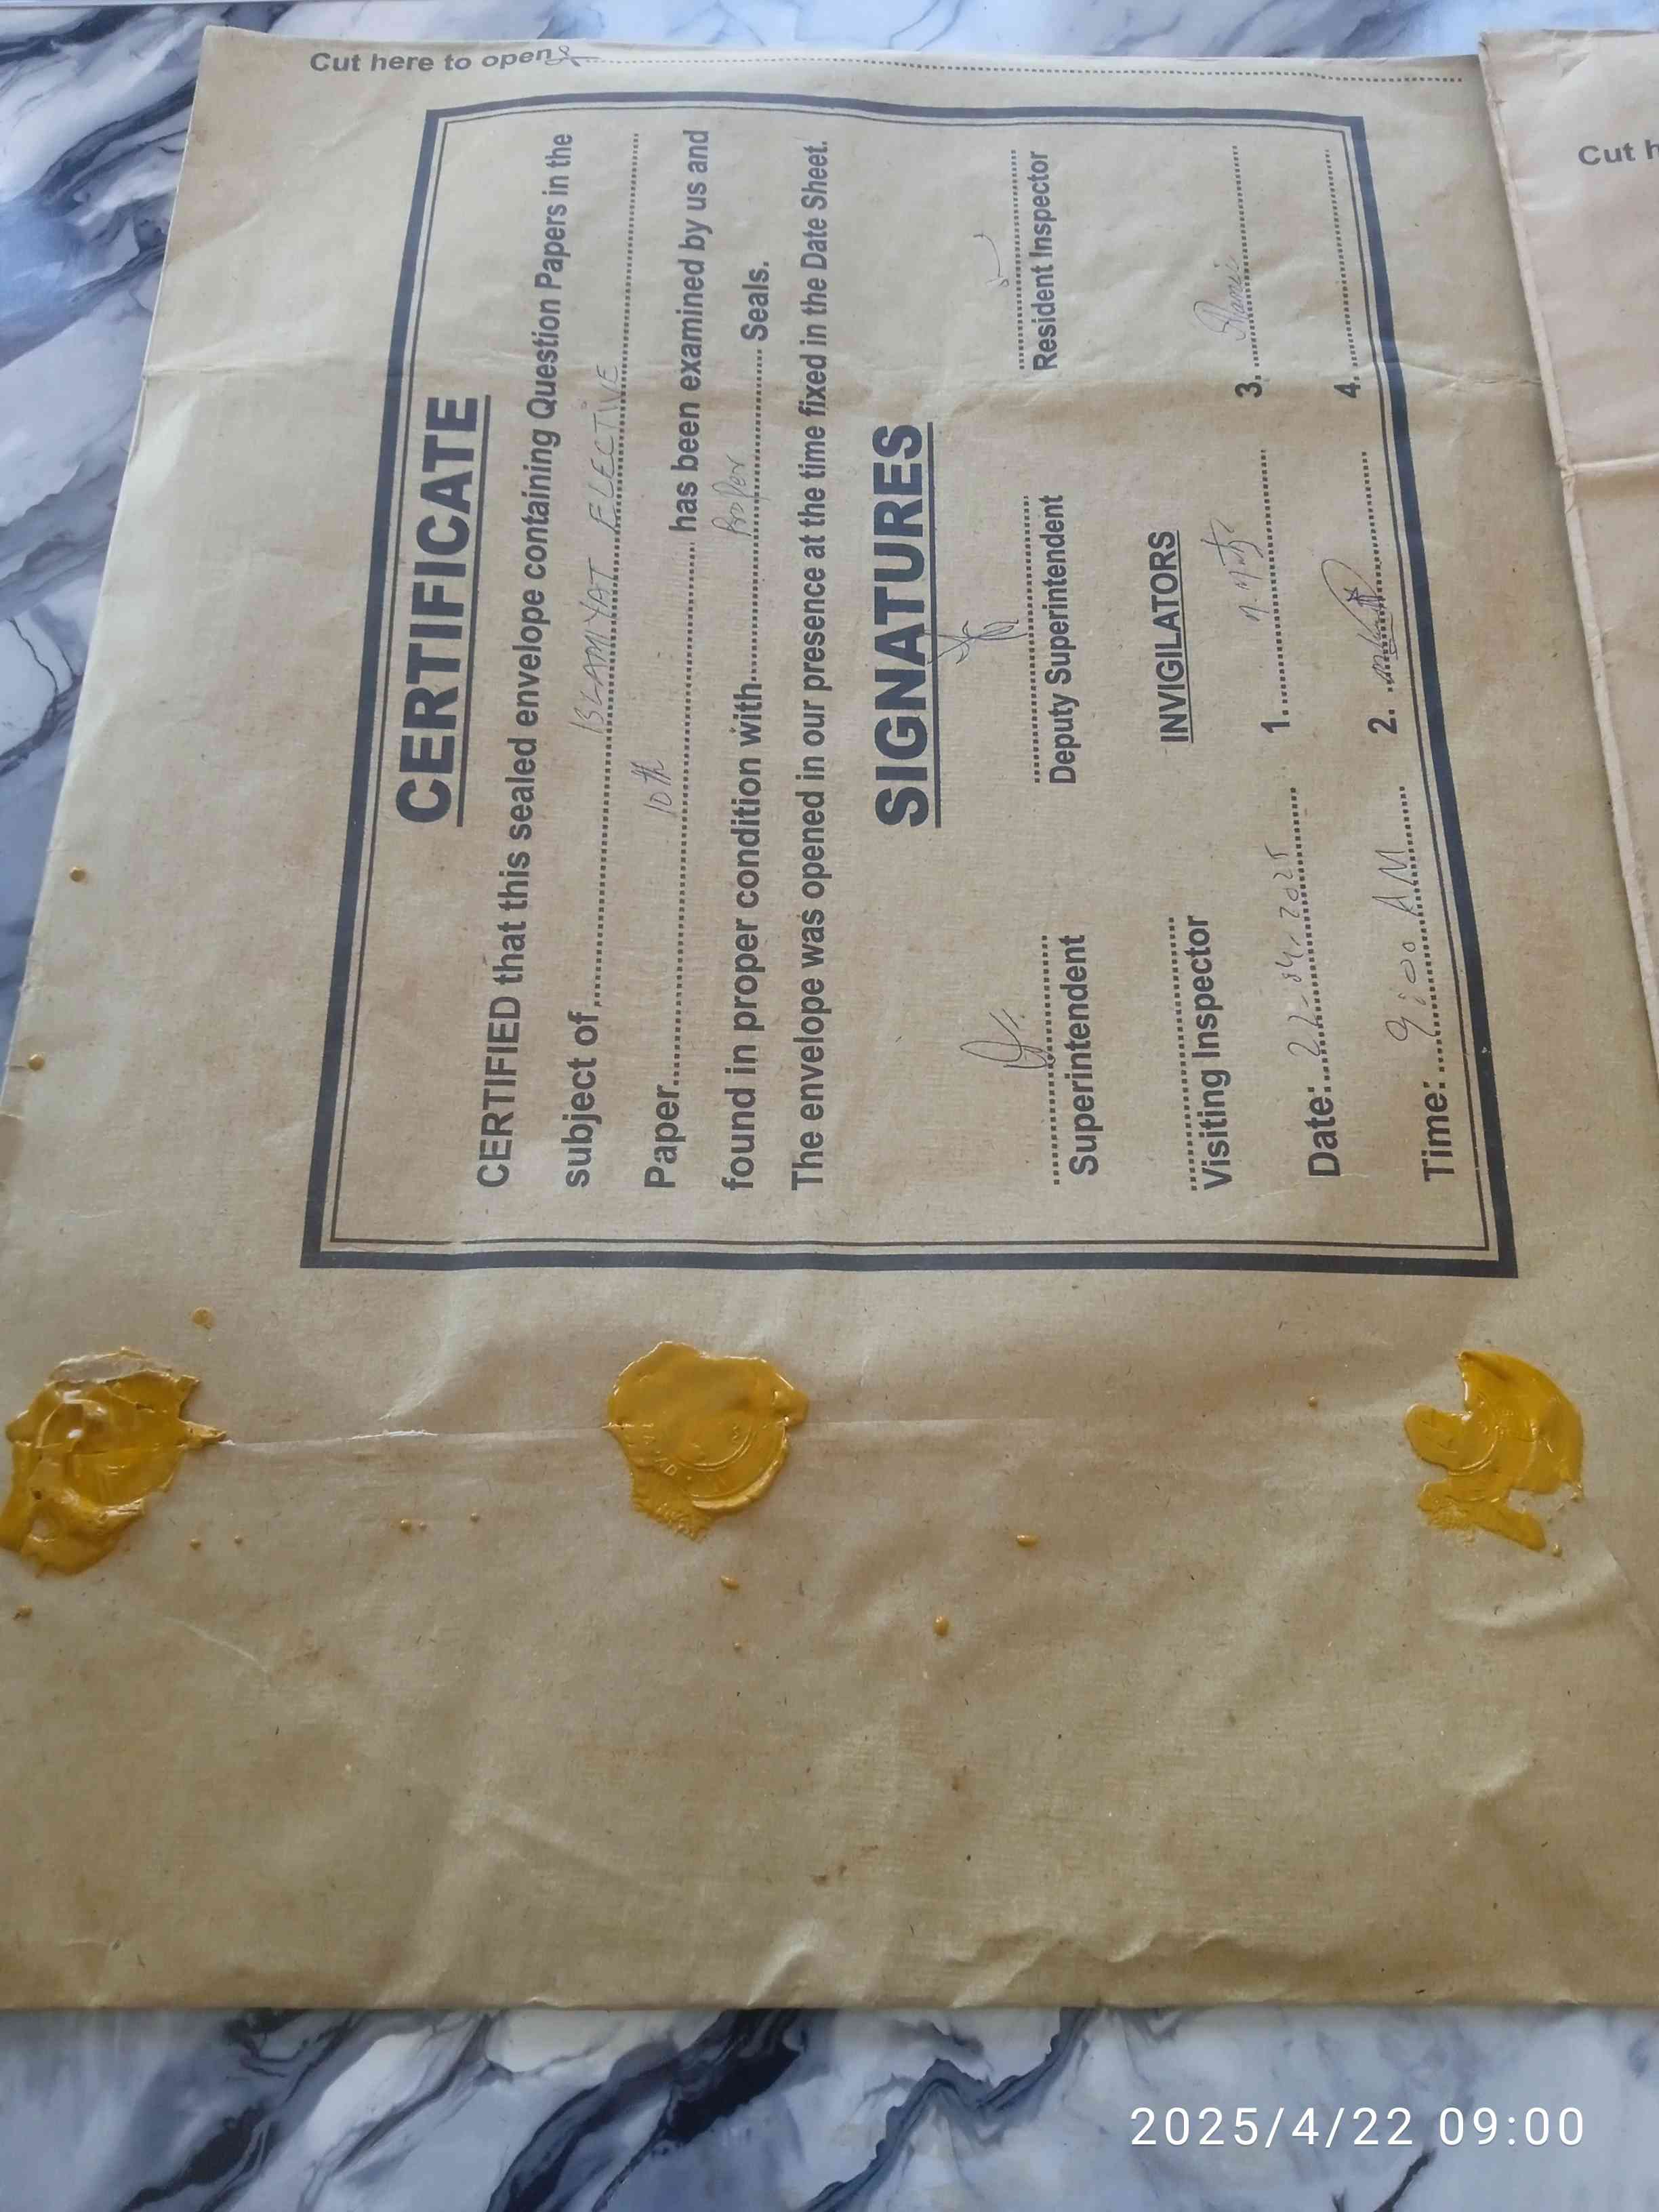 Cut here to open
CERTIFICATE
CERTIFIED that this sealed envelope containing Question Papers in the
subject of ISLAMIYAT ELECTIVE
Paper 10th has been examined by us and
found in proper condition with Proper Seals.
The envelope was opened in our presence at the time fixed in the Date Sheet.
SIGNATURES
Superintendent
Deputy Superintendent
Resident Inspector
Visiting Inspector
INVIGILATORS
1.
3.
Date: 22-04-2025
2.
4.
Time: 9:00 AM
Cut
2025/4/22 09:00